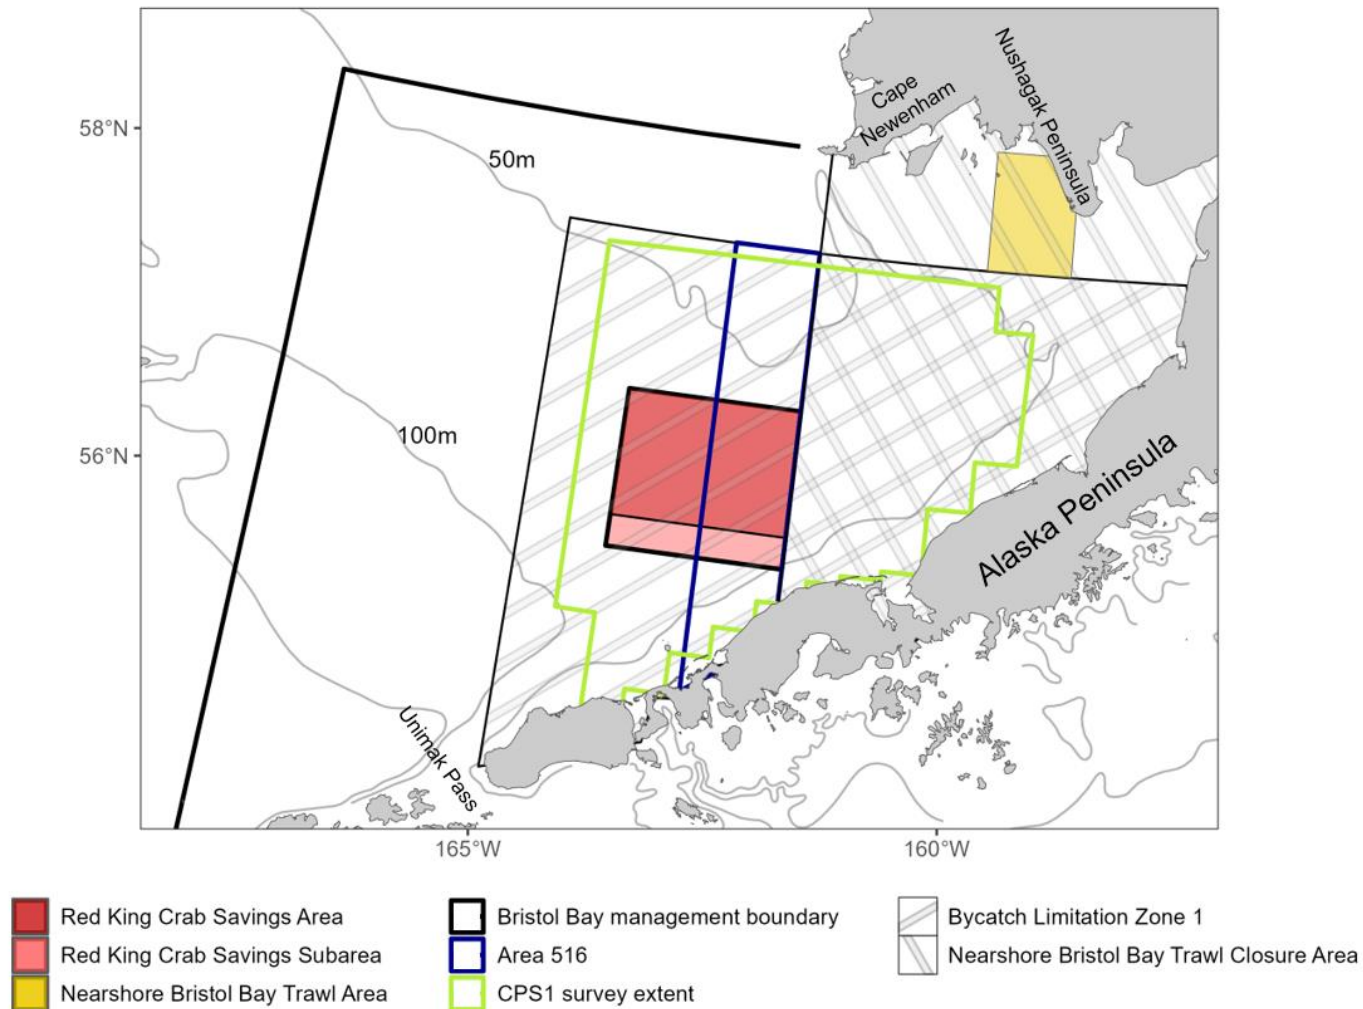 Nushagak Peninsula
Cape
Newenham
58°N
50m
100m
56°N
Alaska Peninsula
Unimak Pass
165°W
160°W
Red King Crab Savings Area
Red King Crab Savings Subarea
Nearshore Bristol Bay Trawl Area
Bristol Bay management boundary
Area 516
CPS1 survey extent
Bycatch Limitation Zone 1
Nearshore Bristol Bay Trawl Closure Area